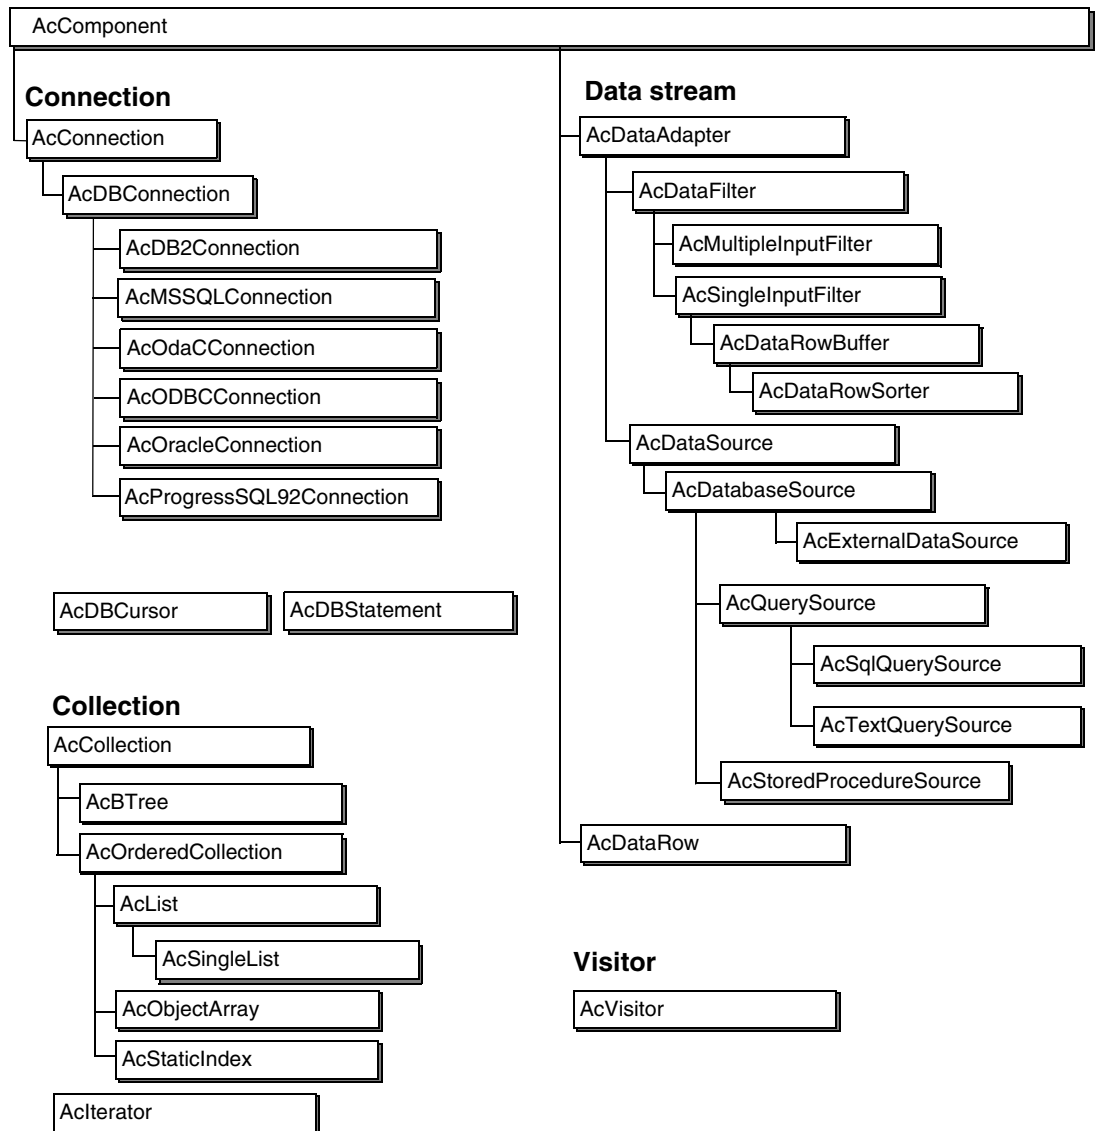 AcComponent
Connection
AcConnection
AcDBConnection
AcDB2Connection
AcMSSQLConnection
AcOdaCConnection
AcODBCConnection
AcOracleConnection
AcProgressSQL92Connection
AcDBCursor
AcDBStatement
Collection
AcCollection
AcBTree
AcOrderedCollection
AcList
AcSingleList
AcObjectArray
AcStaticIndex
AcIterator
Data stream
AcDataAdapter
AcDataFilter
AcMultipleInputFilter
AcSingleInputFilter
AcDataRowBuffer
AcDataRowSorter
AcDataSource
AcDatabaseSource
AcExternalDataSource
AcQuerySource
AcSqlQuerySource
AcTextQuerySource
AcStoredProcedureSource
AcDataRow
Visitor
AcVisitor